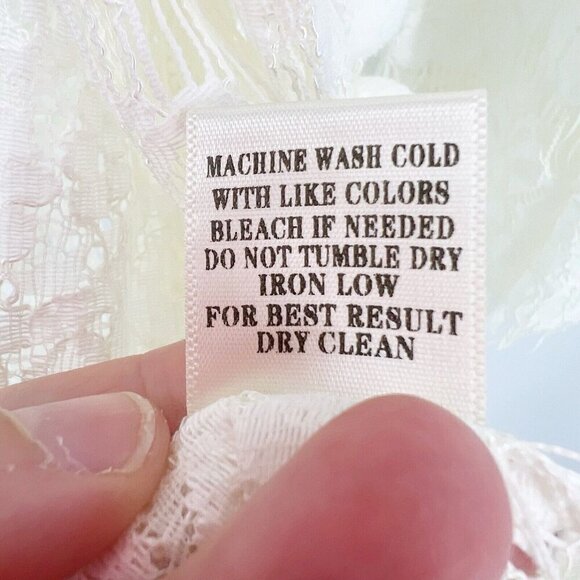 MACHINE WASH COLD
WITH LIKE COLORS
BLEACH IF NEEDED
DO NOT TUMBLE DRY
IRON LOW
FOR BEST RESULT
DRY CLEAN